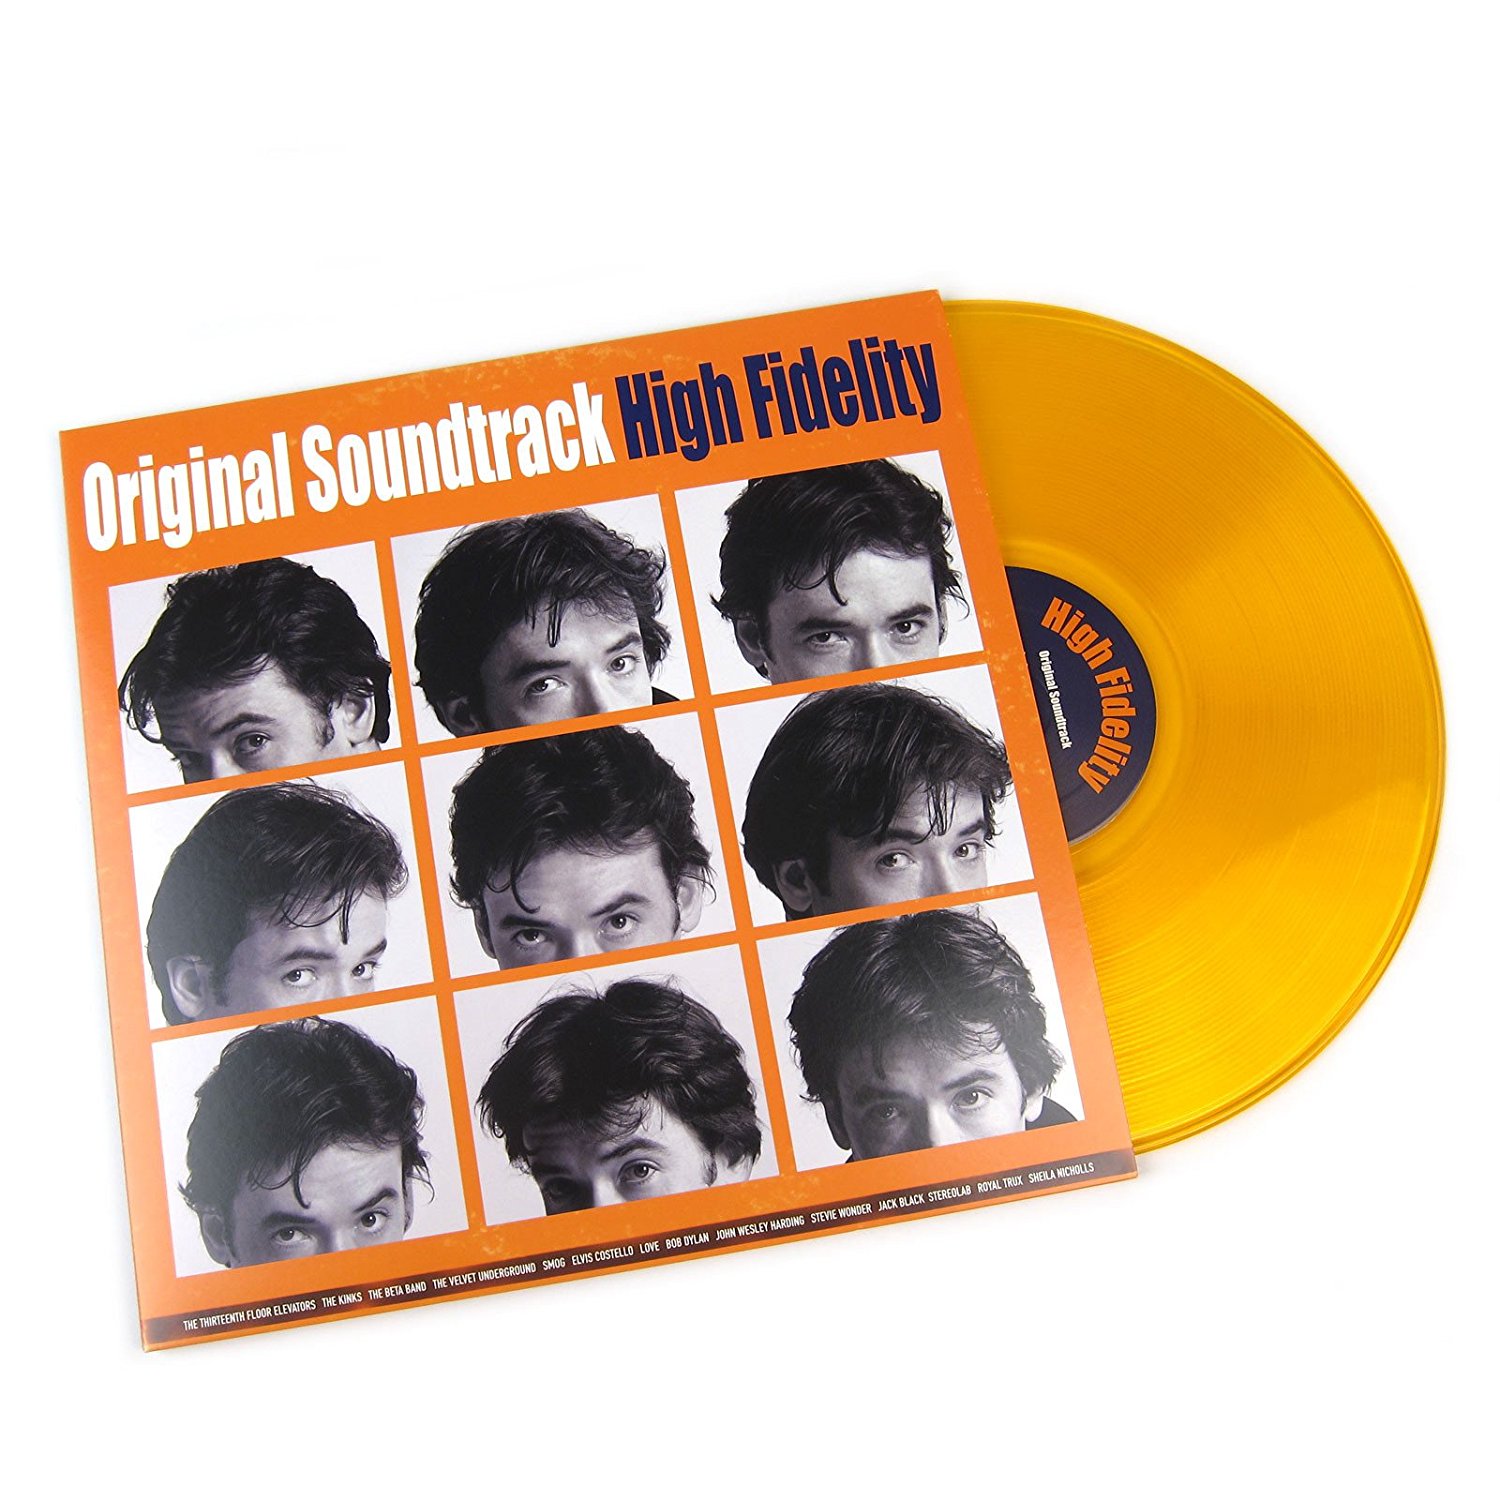 Original Soundtrack High Fidelity
THE THIRTEENTH FLOOR ELEVATORS THE KINKS THE BETA BAND THE VELVET UNDERGROUND SMOG ELVIS COSTELLO LOVE BOB DYLAN JOHN WESLEY HARDING STEVIE WONDER JACK BLACK STEREOLAB ROYAL TRUX SHEILA NICHOLLS
High Fidelity
Original Soundtrack